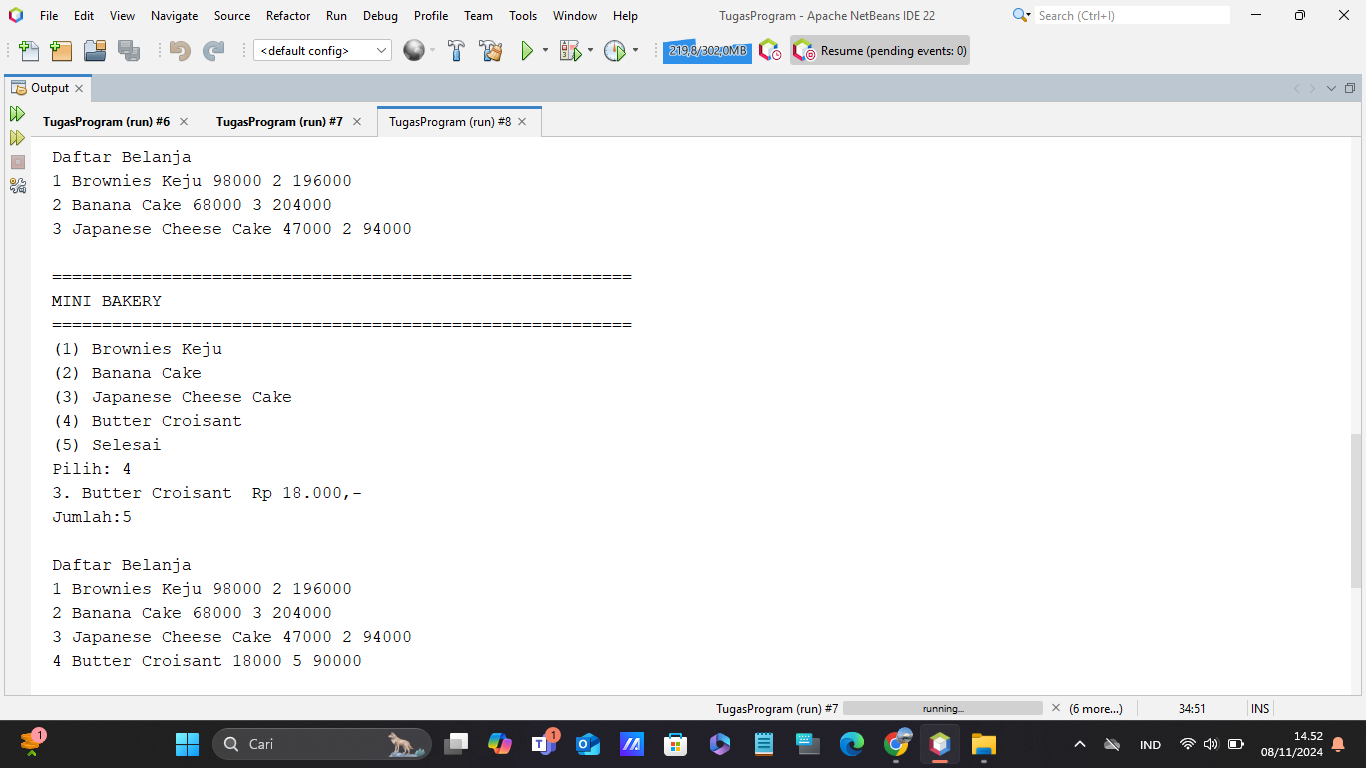 File Edit View Navigate Source Refactor Run Debug Profile Team Tools Window Help
TugasProgram - Apache NetBeans IDE 22
Search (Ctrl+I)
<default config>
219,8/302,0MB
Resume (pending events: 0)
Output
TugasProgram (run) #6
TugasProgram (run) #7
TugasProgram (run) #8
Daftar Belanja
1 Brownies Keju 98000 2 196000
2 Banana Cake 68000 3 204000
3 Japanese Cheese Cake 47000 2 94000
==========================================================
MINI BAKERY
==========================================================
(1) Brownies Keju
(2) Banana Cake
(3) Japanese Cheese Cake
(4) Butter Croisant
(5) Selesai
Pilih: 4
3. Butter Croisant  Rp 18.000,-
Jumlah:5
Daftar Belanja
1 Brownies Keju 98000 2 196000
2 Banana Cake 68000 3 204000
3 Japanese Cheese Cake 47000 2 94000
4 Butter Croisant 18000 5 90000
TugasProgram (run) #7
running...
(6 more...)
34:51
INS
1
Cari
1
IND
14.52
08/11/2024